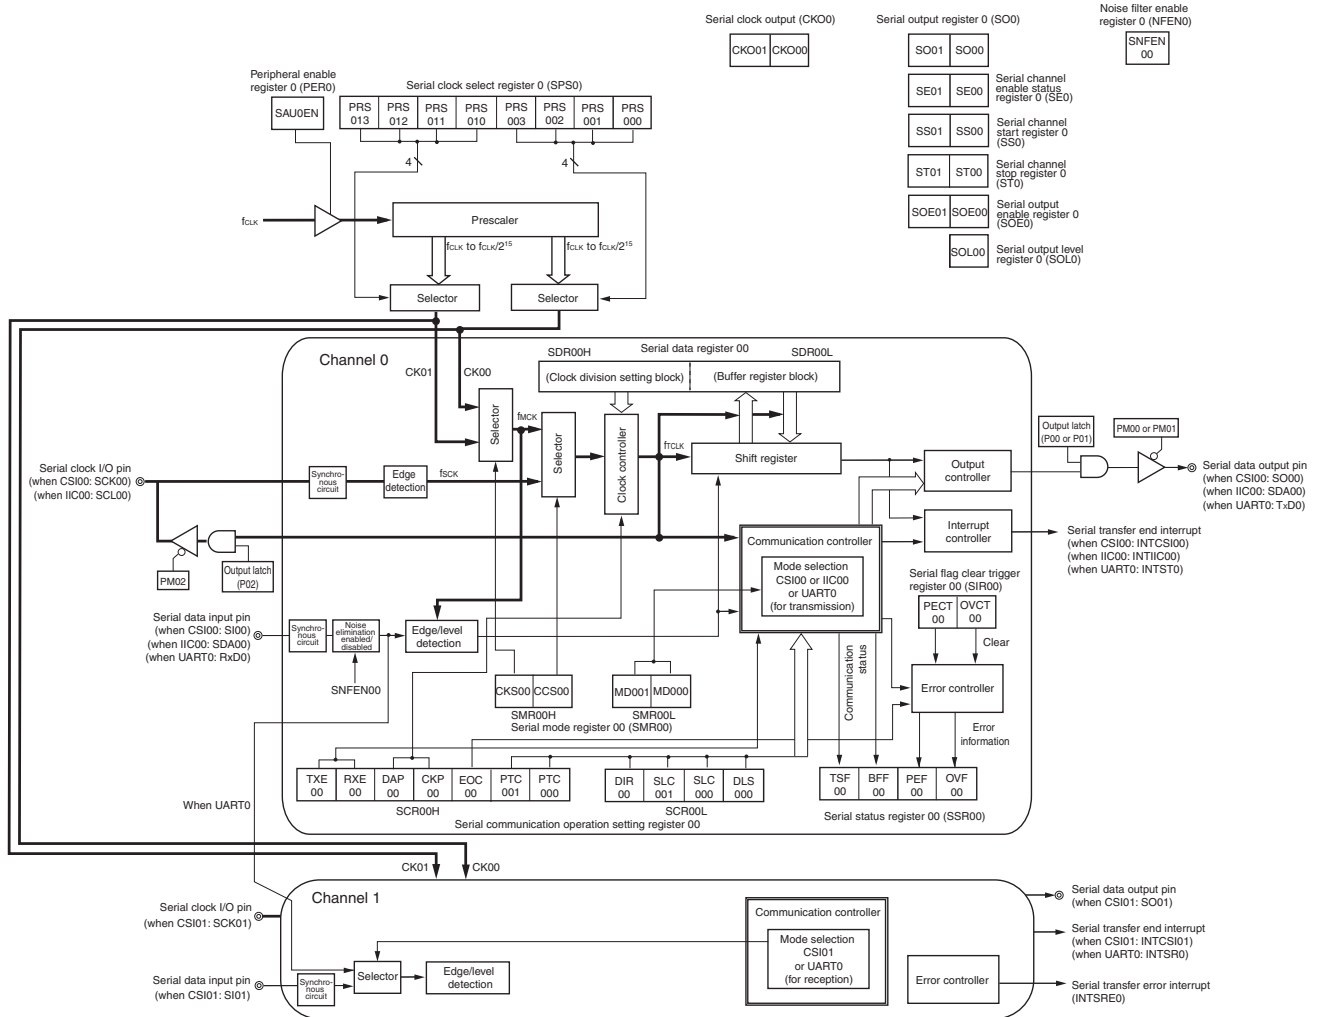 Serial clock output (CKO0)
CKO01 CKO00
Serial output register 0 (SO0)
SO01 SO00
Noise filter enable
register 0 (NFEN0)
SNFEN
00
SE01 SE00
Serial channel
enable status
register 0 (SE0)
SS01 SS00
Serial channel
start register 0
(SS0)
ST01 ST00
Serial channel
stop register 0
(ST0)
SOE01 SOE00
Serial output
enable register 0
(SOE0)
SOL00
Serial output level
register 0 (SOL0)
Peripheral enable
register 0 (PER0)
SAU0EN
Serial clock select register 0 (SPS0)
PRS PRS PRS PRS PRS PRS PRS PRS
013 012 011 010 003 002 001 000
4
4
fCLK
Prescaler
fCLK to fCLK/2^15
fCLK to fCLK/2^15
Selector
Selector
Channel 0
CK01
CK00
Serial data register 00
SDR00H
SDR00L
(Clock division setting block)
(Buffer register block)
Selector
fMCK
Selector
Clock controller
fTCLK
Shift register
Output latch
(P00 or P01)
PM00 or PM01
Output
controller
Serial data output pin
(when CSI00: SO00)
(when IIC00: SDA00)
(when UART0: TxD0)
Serial clock I/O pin
(when CSI00: SCK00)
(when IIC00: SCL00)
Synchro-
nous
circuit
Edge
detection
fSCK
Interrupt
controller
Serial transfer end interrupt
(when CSI00: INTCSI00)
(when IIC00: INTIIC00)
(when UART0: INTST0)
PM02
Output latch
(P02)
Communication controller
Mode selection
CSI00 or IIC00
or UART0
(for transmission)
Serial flag clear trigger
register 00 (SIR00)
PECT OVCT
00 00
Clear
Serial data input pin
(when CSI00: SI00)
(when IIC00: SDA00)
(when UART0: RxD0)
Synchro-
nous
circuit
Noise
elimination
enabled/
disabled
Edge/level
detection
SNFEN00
CKS00 CCS00
SMR00H
MD001 MD000
SMR00L
Serial mode register 00 (SMR00)
Communication
status
Error controller
Error
information
TXE RXE DAP CKP EOC PTC PTC
00 00 00 00 00 001 000
SCR00H
DIR SLC SLC DLS
00 001 000 000
SCR00L
Serial communication operation setting register 00
TSF BFF PEF OVF
00 00 00 00
Serial status register 00 (SSR00)
When UART0
CK01
CK00
Channel 1
Serial clock I/O pin
(when CSI01: SCK01)
Serial data input pin
(when CSI01: SI01)
Synchro-
nous
circuit
Selector
Edge/level
detection
Communication controller
Mode selection
CSI01
or UART0
(for reception)
Error controller
Serial data output pin
(when CSI01: SO01)
Serial transfer end interrupt
(when CSI01: INTCSI01)
(when UART0: INTSR0)
Serial transfer error interrupt
(INTSRE0)